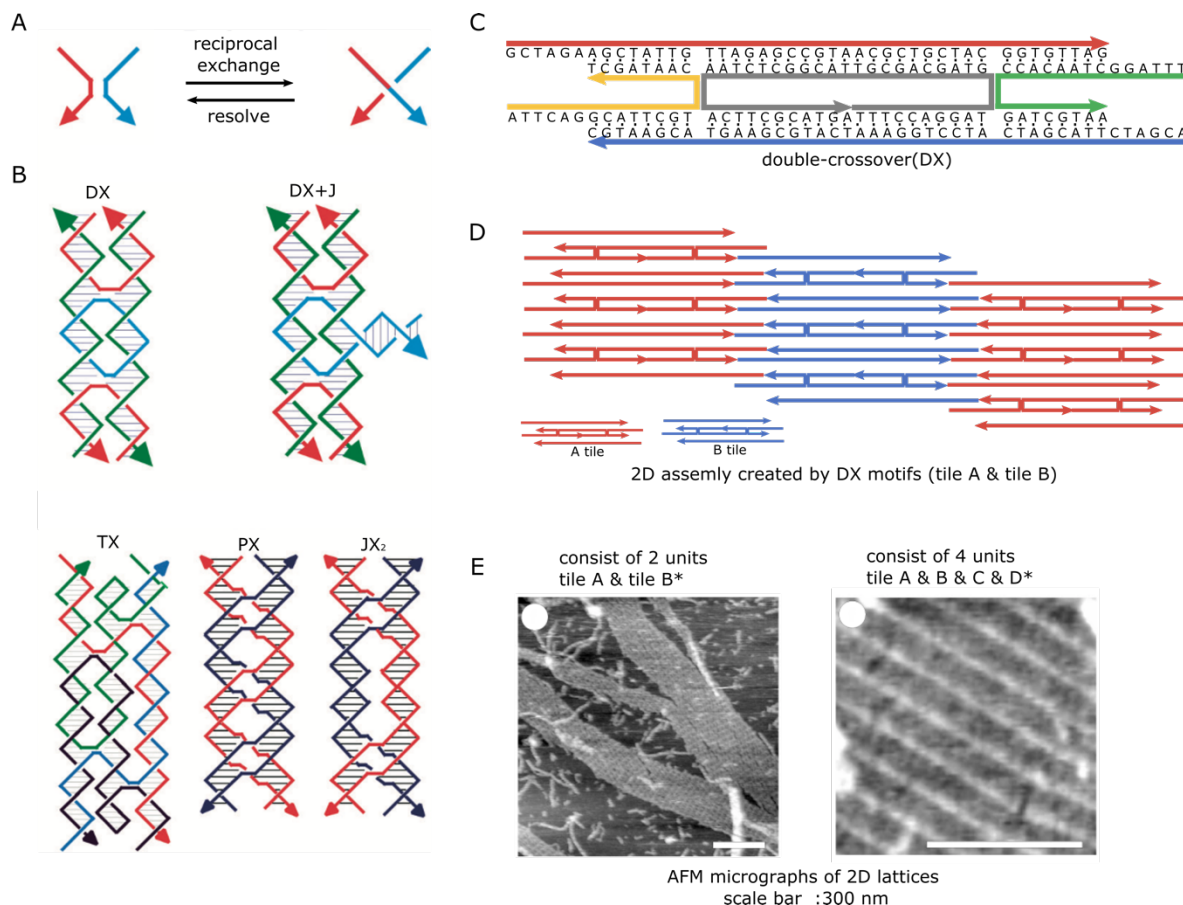 A
reciprocal
exchange
resolve
B
DX
DX+J
TX
PX
JX2
C
GCTAGAAGCTATTG TTAGAGCCGTAACGCTGCTAC GGTGTTAG
TCGATAAC AATCTCGGCATTGCGACGATG CCACAATCGGATTT
ATTCAGGCATTCGT ACTTCGCATGATTTCCAGGAT GATCGTAA
CGTAAGCA TGAAGCGTACTAAAGGTCCTA CTAGCATTCTAGCA
double-crossover(DX)
D
A tile
B tile
2D assemly created by DX motifs (tile A & tile B)
E
consist of 2 units
tile A & tile B*
consist of 4 units
tile A & B & C & D*
AFM micrographs of 2D lattices
scale bar :300 nm